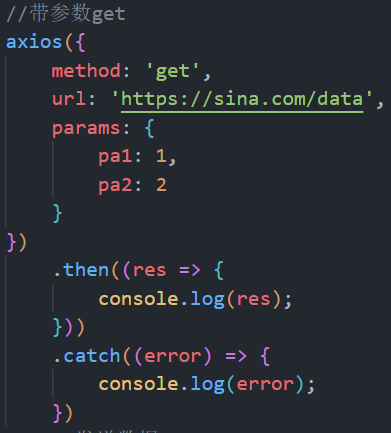 //带参数get
axios({
    method: 'get',
    url: 'https://sina.com/data',
    params: {
        pa1: 1,
        pa2: 2
    }
})
    .then((res => {
        console.log(res);
    }))
    .catch((error) => {
        console.log(error);
    })